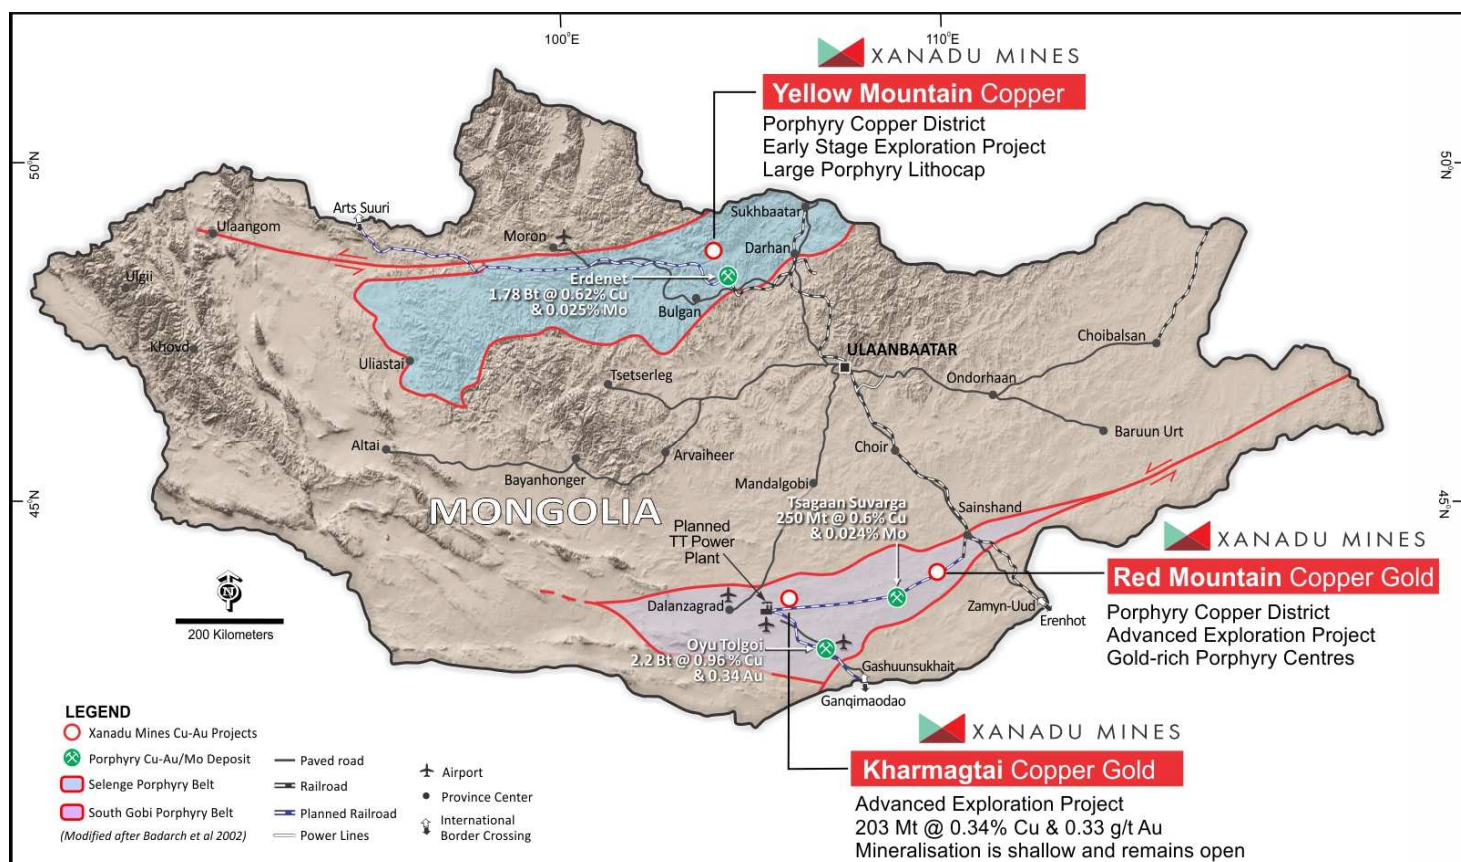 100°E
110°E
XANADU MINES
Yellow Mountain Copper
Porphyry Copper District
Early Stage Exploration Project
Large Porphyry Lithocap
50°N
50°N
Arts Suuri
Ulaangom
Moron
Sukhbaatar
Darhan
Ulgii
Erdenet
1.78 Bt @ 0.62% Cu
& 0.025% Mo
Bulgan
Khovd
Uliastai
Tsetserleg
ULAANBAATAR
Choibalsan
Ondorhaan
Altai
Bayanhonger
Arvaiheer
Choir
Baruun Urt
Mandalgobi
MONGOLIA
45°N
45°N
Tsagaan Suvarga
250 Mt @ 0.6% Cu
& 0.024% Mo
Sainshand
Planned
TT Power
Plant
XANADU MINES
Red Mountain Copper Gold
Porphyry Copper District
Advanced Exploration Project
Gold-rich Porphyry Centres
N
200 Kilometers
Dalanzagrad
Zamyn-Uud
Erenhot
Oyu Tolgoi
2.2 Bt @ 0.96 % Cu
& 0.34 Au
Gashuunsukhait
Ganqimaodao
XANADU MINES
Kharmagtai Copper Gold
Advanced Exploration Project
203 Mt @ 0.34% Cu & 0.33 g/t Au
Mineralisation is shallow and remains open
LEGEND
Xanadu Mines Cu-Au Projects
Porphyry Cu-Au/Mo Deposit
Selenge Porphyry Belt
South Gobi Porphyry Belt
(Modified after Badarch et al 2002)
Paved road
Railroad
Planned Railroad
Power Lines
Airport
Province Center
International
Border Crossing